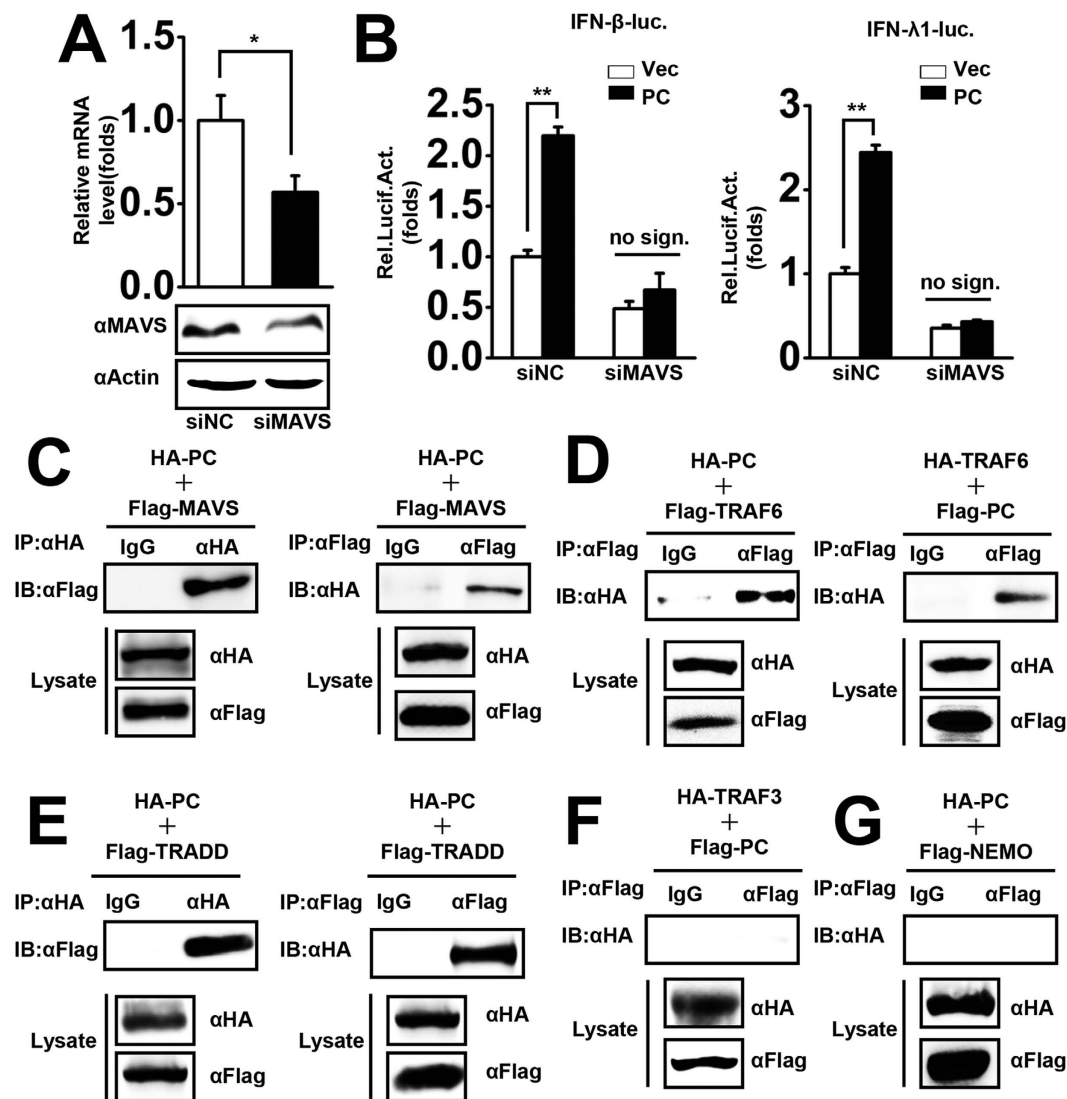 A
Relative mRNA
level(folds)
1.5
1.0
0.5
0.0
*
αMAVS
αActin
siNC siMAVS
B
IFN-β-luc.
Vec
PC
Rel.Lucif.Act.
(folds)
2.5
2.0
1.5
1.0
0.5
0.0
**
no sign.
siNC siMAVS
IFN-λ1-luc.
Vec
PC
Rel.Lucif.Act.
(folds)
3
2
1
0
**
no sign.
siNC siMAVS
C
HA-PC
+
Flag-MAVS
IP:αHA IgG αHA
IB:αFlag
Lysate
αHA
αFlag
HA-PC
+
Flag-MAVS
IP:αFlag IgG αFlag
IB:αHA
Lysate
αHA
αFlag
D
HA-PC
+
Flag-TRAF6
IP:αFlag IgG αFlag
IB:αHA
Lysate
αHA
αFlag
HA-TRAF6
+
Flag-PC
IP:αFlag IgG αFlag
IB:αHA
Lysate
αHA
αFlag
E
HA-PC
+
Flag-TRADD
IP:αHA IgG αHA
IB:αFlag
Lysate
αHA
αFlag
HA-PC
+
Flag-TRADD
IP:αFlag IgG αFlag
IB:αHA
Lysate
αHA
αFlag
F
HA-TRAF3
+
Flag-PC
IP:αFlag IgG αFlag
IB:αHA
Lysate
αHA
αFlag
G
HA-PC
+
Flag-NEMO
IP:αFlag IgG αFlag
IB:αHA
Lysate
αHA
αFlag